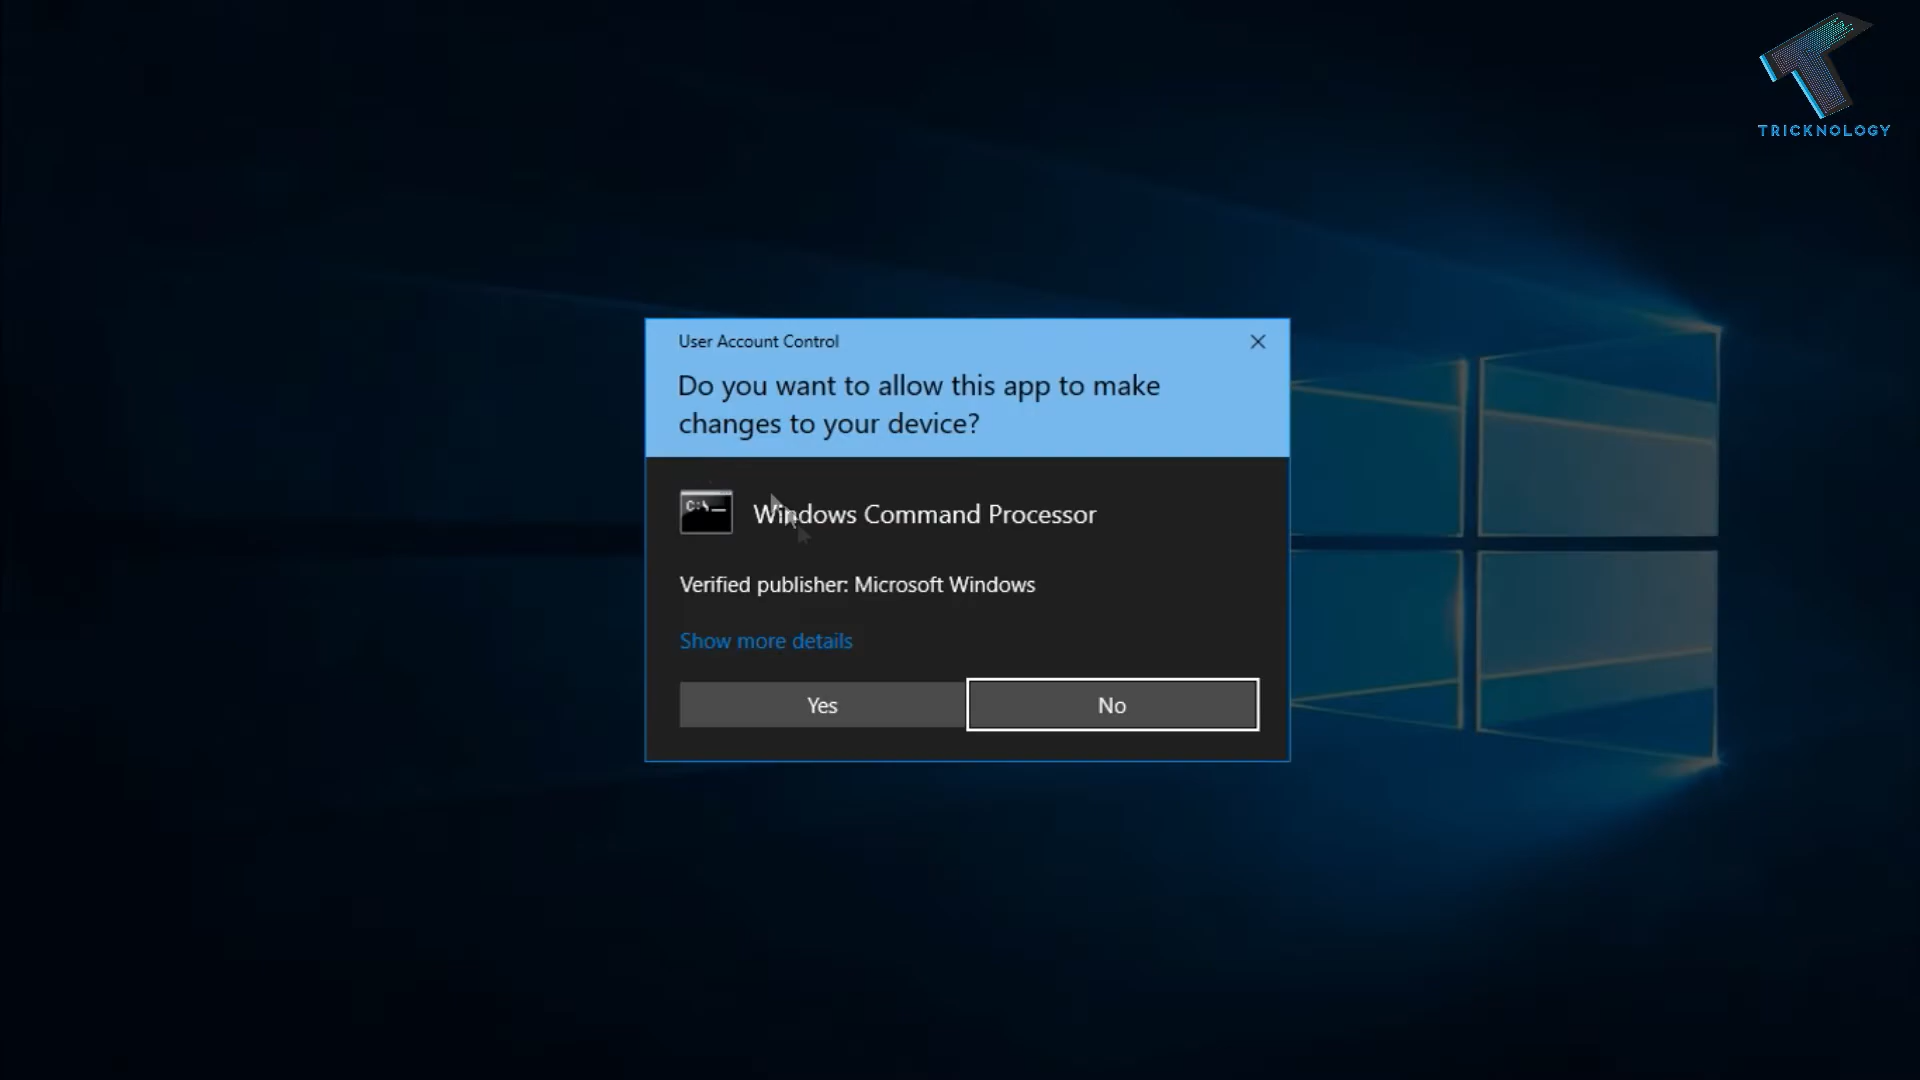 TRICKNOLOGY
User Account Control
Do you want to allow this app to make
changes to your device?
C:\_
Windows Command Processor
Verified publisher: Microsoft Windows
Show more details
Yes
No